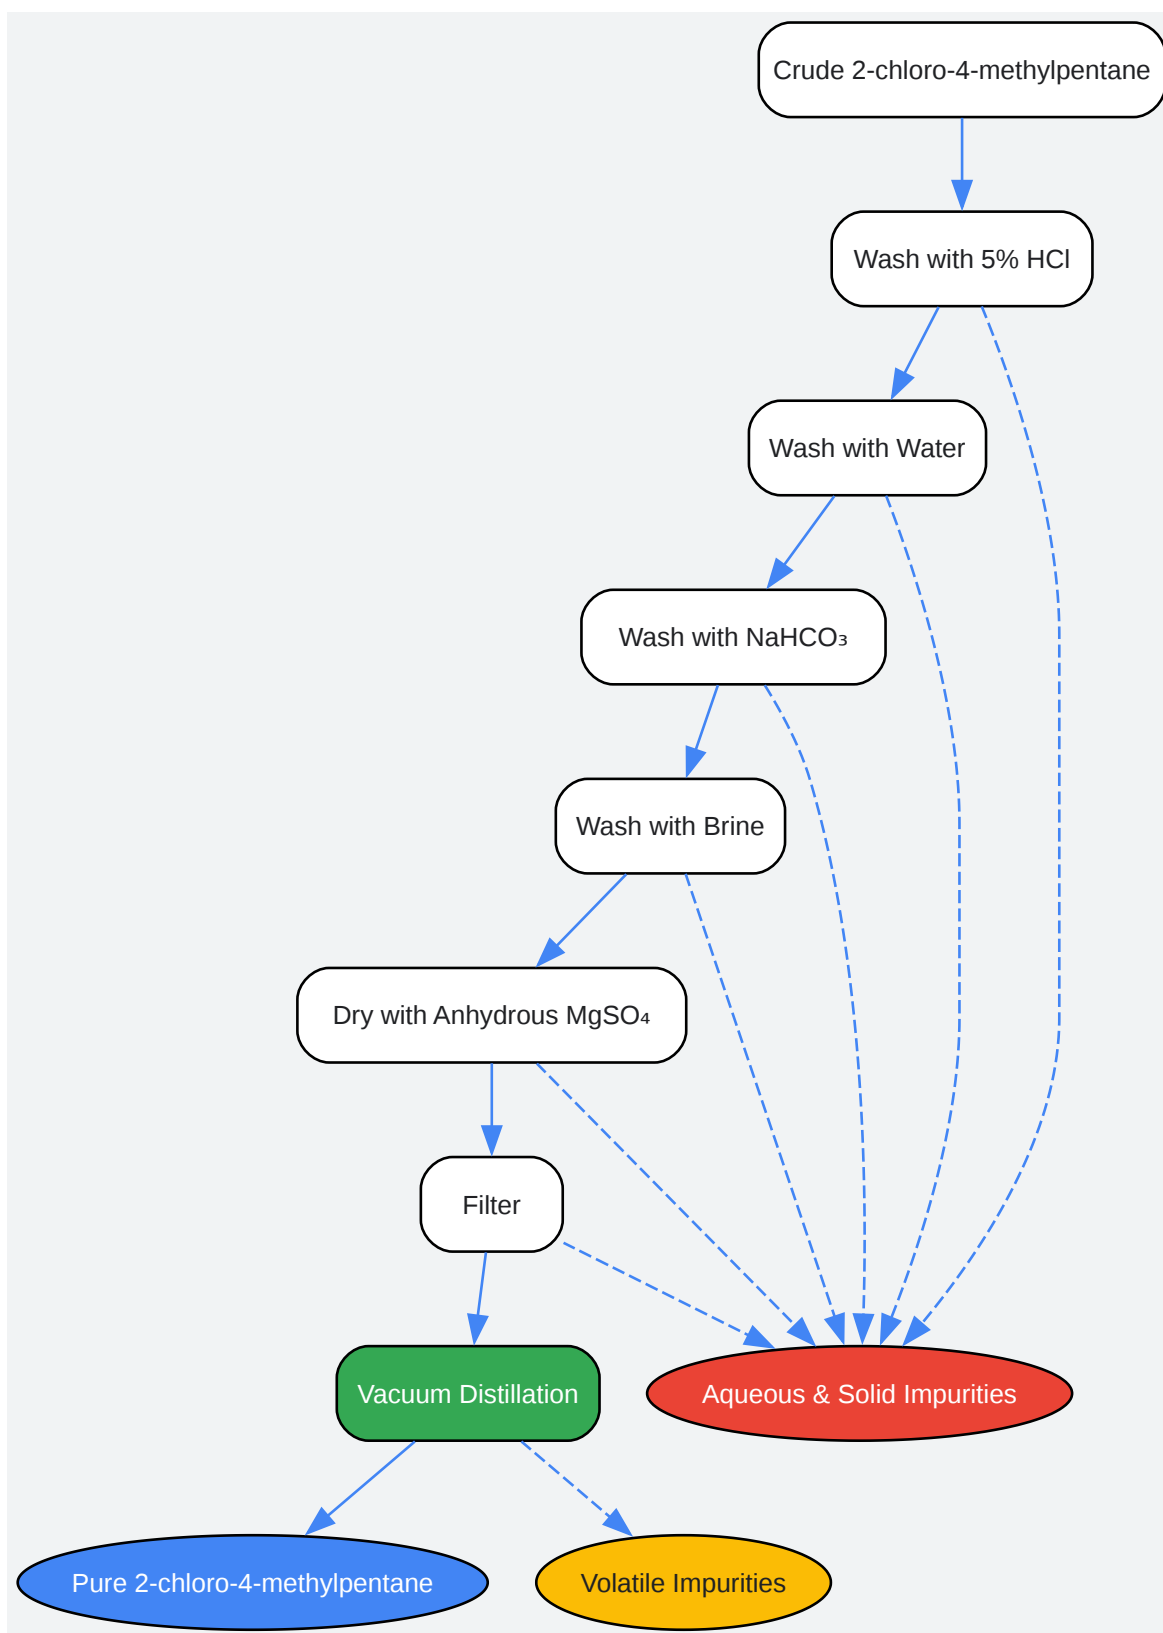 Crude 2-chloro-4-methylpentane
Wash with 5% HCl
Wash with Water
Wash with NaHCO₃
Wash with Brine
Dry with Anhydrous MgSO₄
Filter
Vacuum Distillation
Aqueous & Solid Impurities
Pure 2-chloro-4-methylpentane
Volatile Impurities